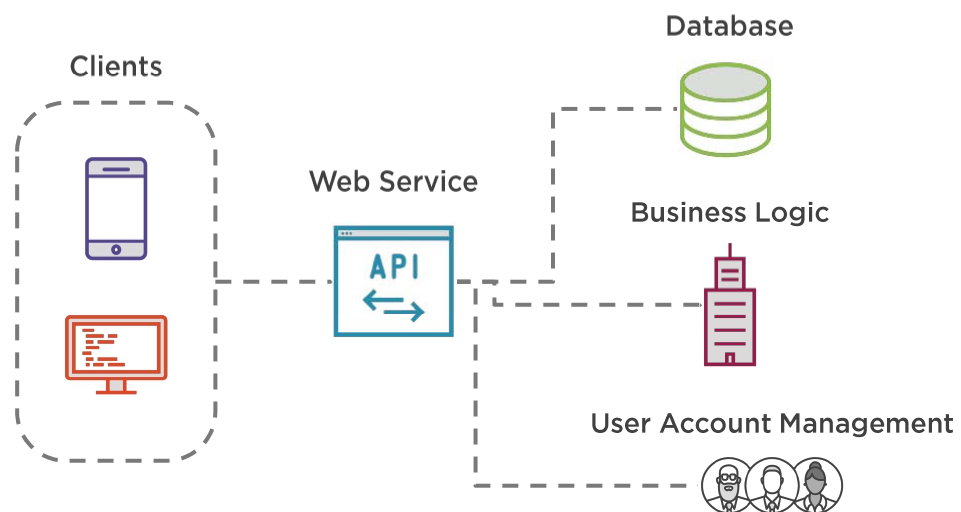 Clients
Web Service
API
Database
Business Logic
User Account Management